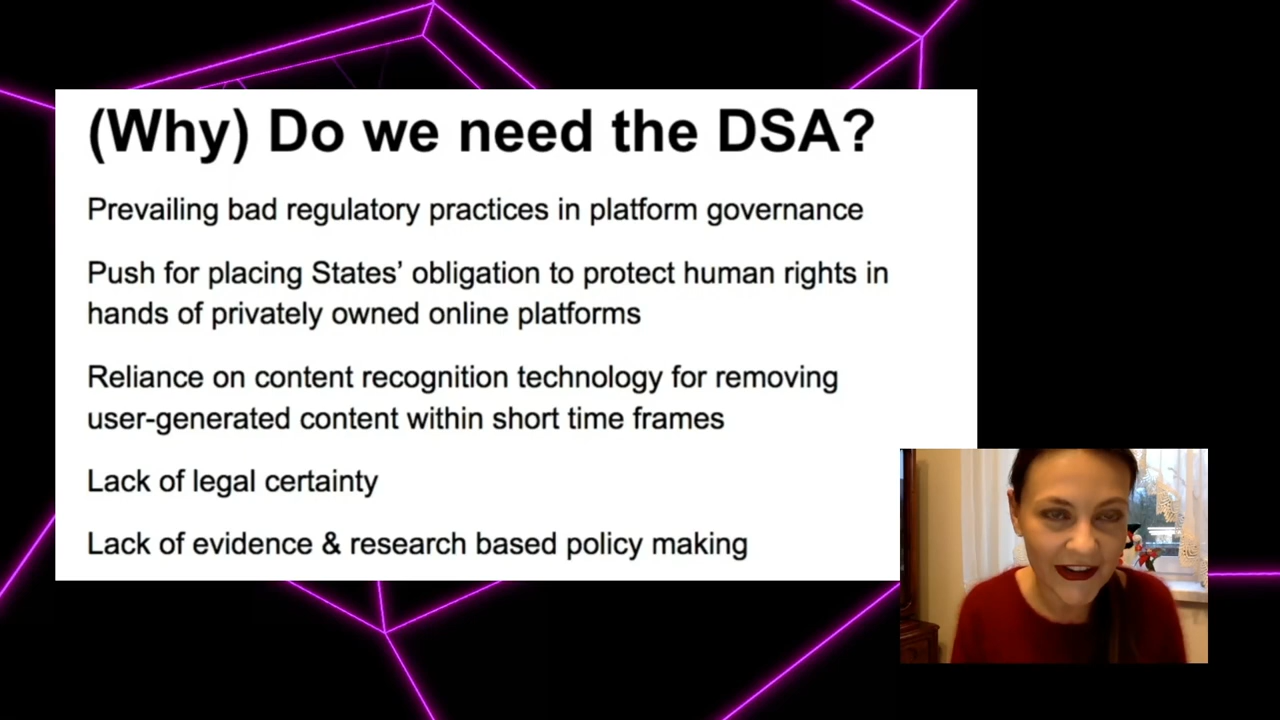 (Why) Do we need the DSA?
Prevailing bad regulatory practices in platform governance
Push for placing States’ obligation to protect human rights in
hands of privately owned online platforms
Reliance on content recognition technology for removing
user-generated content within short time frames
Lack of legal certainty
Lack of evidence & research based policy making